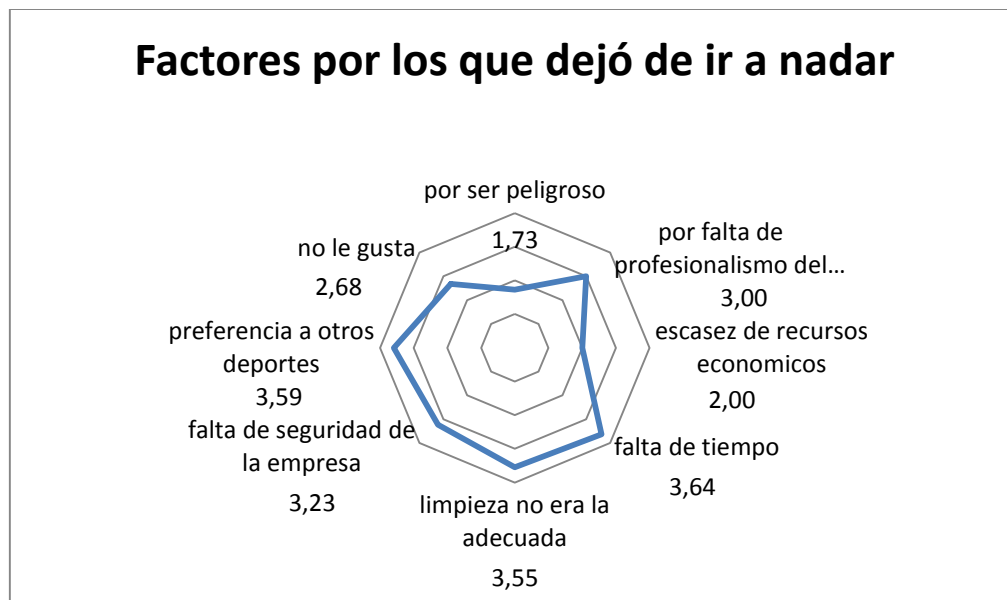 Factores por los que dejó de ir a nadar
por ser peligroso
1,73
por falta de
profesionalismo del...
3,00
escasez de recursos
economicos
2,00
falta de tiempo
3,64
limpieza no era la
adecuada
3,55
falta de seguridad de
la empresa
3,23
preferencia a otros
deportes
3,59
no le gusta
2,68